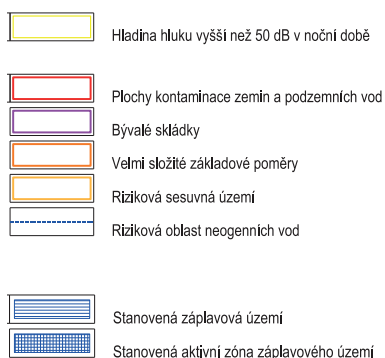 Hladina hluku vyšší než 50 dB v noční době
Plochy kontaminace zemin a podzemních vod
Bývalé skládky
Velmi složité základové poměry
Riziková sesuvná území
Riziková oblast neogenních vod
Stanovená záplavová území
Stanovená aktivní zóna záplavového území